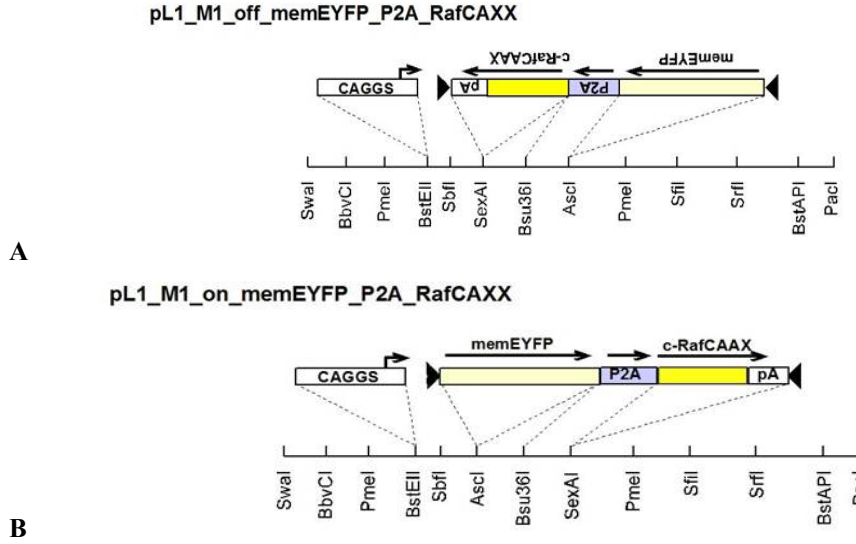 pL1_M1_off_memEYFP_P2A_RafCAXX
c-RafCAAX memEYFP
CAGGS pA P2A
SwaI BbvCI PmeI BstEII SbfI SexAI Bsu36I AscI PmeI SfiI SrfI BstAPI PacI
A
pL1_M1_on_memEYFP_P2A_RafCAXX
memEYFP c-RafCAAX
CAGGS P2A pA
SwaI BbvCI PmeI BstEII SbfI AscI Bsu36I SexAI PmeI SfiI SrfI BstAPI
B